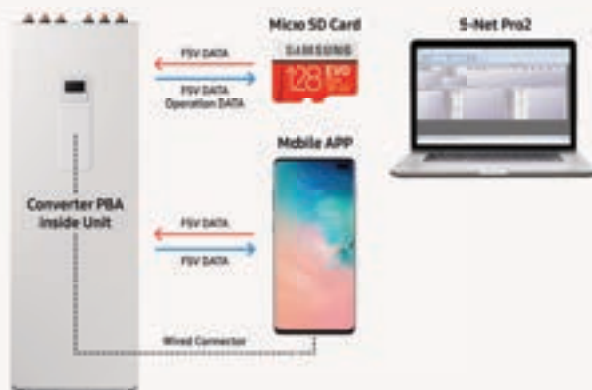 Micro SD Card
S-Net Pro2
FSV DATA
SAMSUNG
128 EVO
FSV DATA
Operation DATA
Mobile APP
Converter PBA
inside Unit
FSV DATA
FSV DATA
Wired Connector